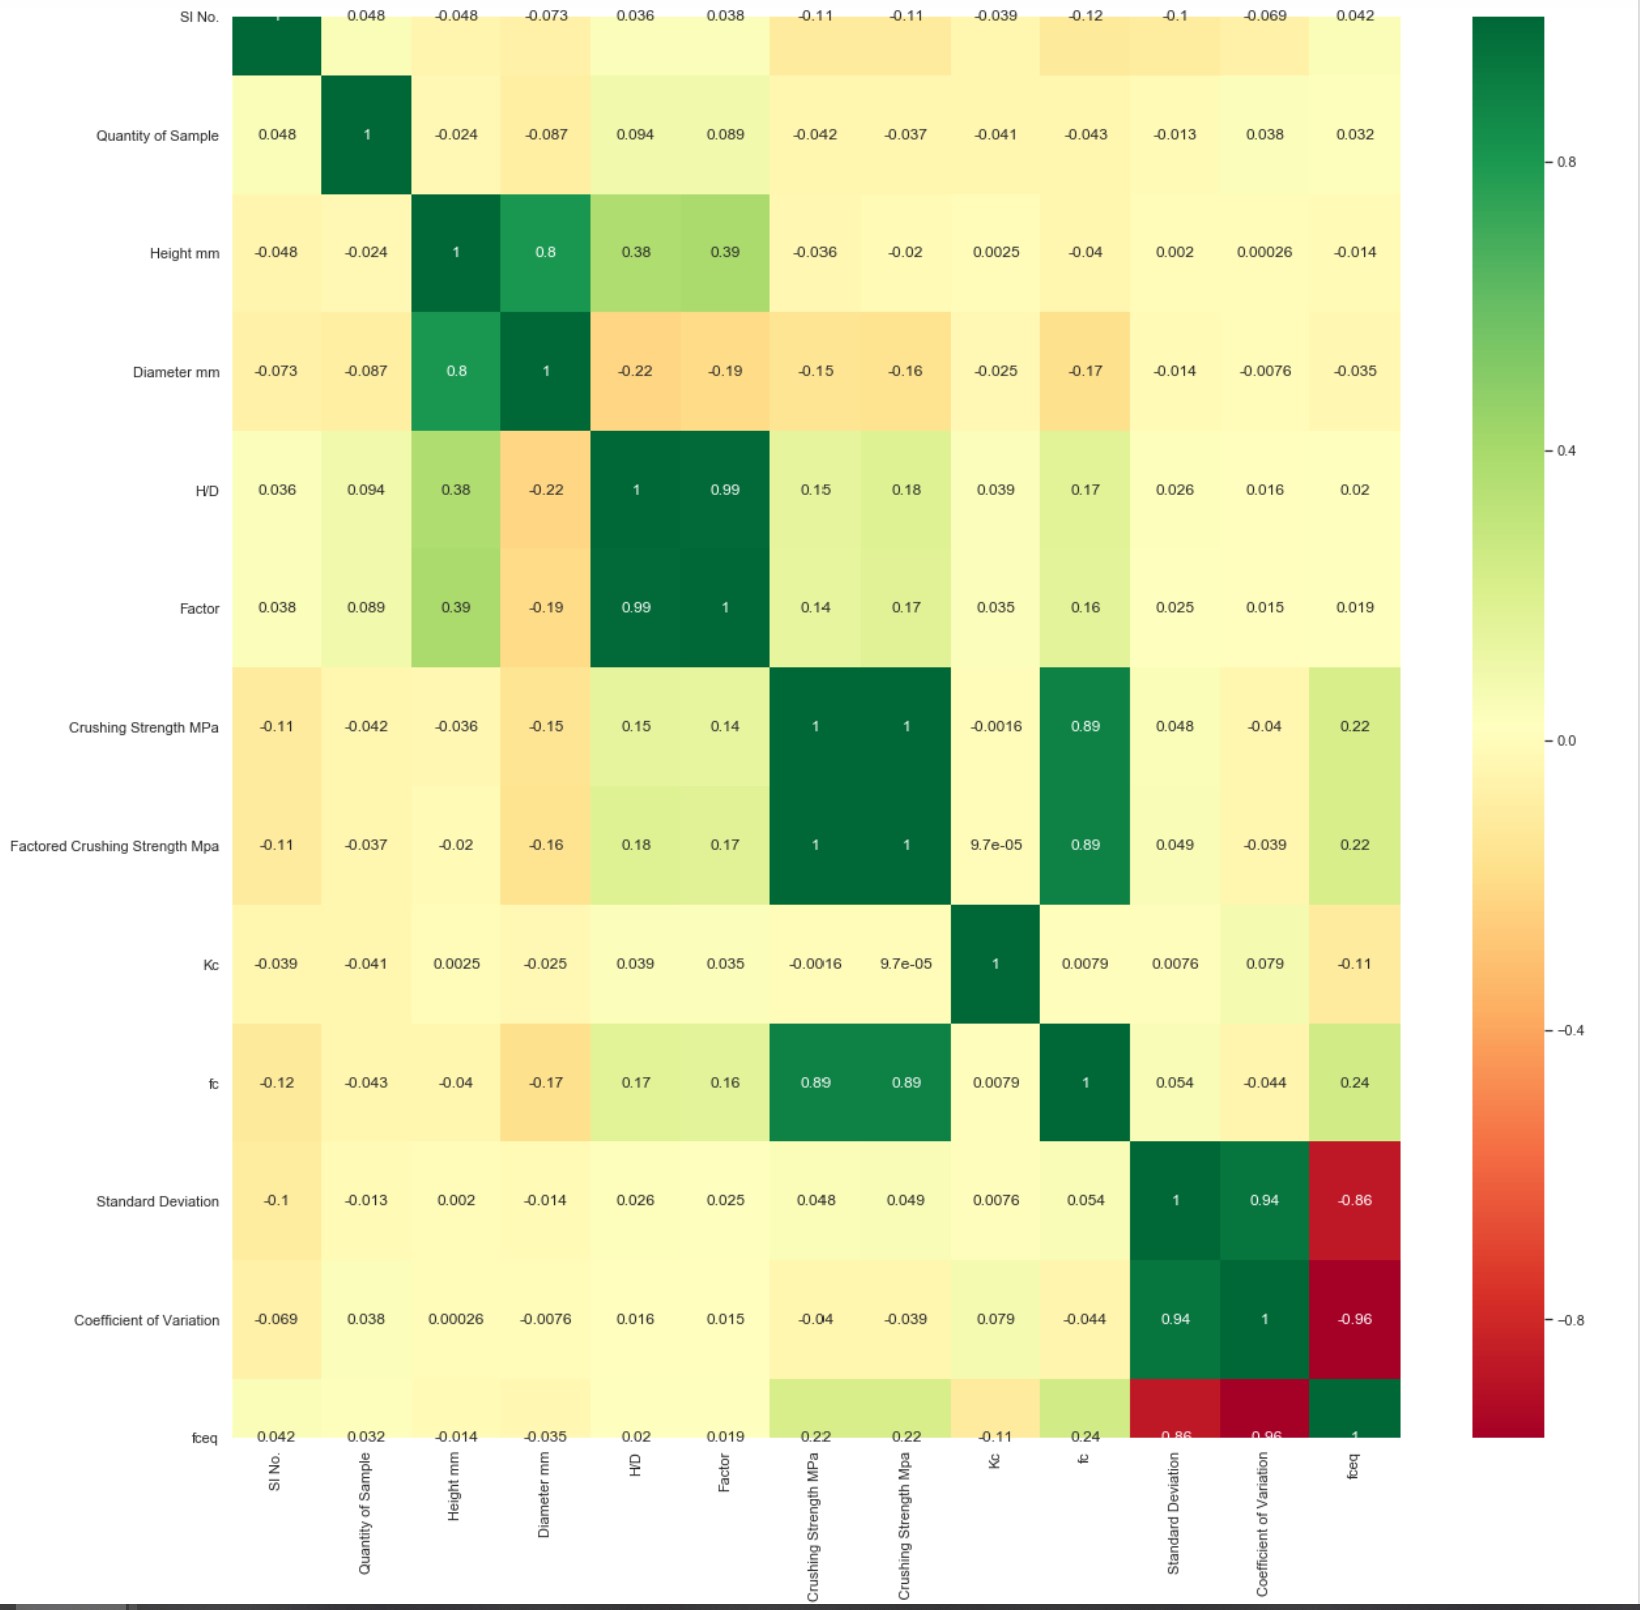 Sl No. 1 0.048 -0.048 -0.073 0.036 0.038 -0.11 -0.11 -0.039 -0.12 -0.1 -0.069 0.042
Quantity of Sample 0.048 1 -0.024 -0.087 0.094 0.089 -0.042 -0.037 -0.041 -0.043 -0.013 0.038 0.032
0.8
Height mm -0.048 -0.024 1 0.8 0.38 0.39 -0.036 -0.02 0.0025 -0.04 0.002 0.00026 -0.014
Diameter mm -0.073 -0.087 0.8 1 -0.22 -0.19 -0.15 -0.16 -0.025 -0.17 -0.014 -0.0076 -0.035
0.4
H/D 0.036 0.094 0.38 -0.22 1 0.99 0.15 0.18 0.039 0.17 0.026 0.016 0.02
Factor 0.038 0.089 0.39 -0.19 0.99 1 0.14 0.17 0.035 0.16 0.025 0.015 0.019
Crushing Strength MPa -0.11 -0.042 -0.036 -0.15 0.15 0.14 1 1 -0.0016 0.89 0.048 -0.04 0.22
0.0
Factored Crushing Strength Mpa -0.11 -0.037 -0.02 -0.16 0.18 0.17 1 1 9.7e-05 0.89 0.049 -0.039 0.22
Kc -0.039 -0.041 0.0025 -0.025 0.039 0.035 -0.0016 9.7e-05 1 0.0079 0.0076 0.079 -0.11
−0.4
fc -0.12 -0.043 -0.04 -0.17 0.17 0.16 0.89 0.89 0.0079 1 0.054 -0.044 0.24
Standard Deviation -0.1 -0.013 0.002 -0.014 0.026 0.025 0.048 0.049 0.0076 0.054 1 0.94 -0.86
Coefficient of Variation -0.069 0.038 0.00026 -0.0076 0.016 0.015 -0.04 -0.039 0.079 -0.044 0.94 1 -0.96
−0.8
fceq 0.042 0.032 -0.014 -0.035 0.02 0.019 0.22 0.22 -0.11 0.24 -0.86 -0.96 1
Sl No.
Quantity of Sample
Height mm
Diameter mm
H/D
Factor
Crushing Strength MPa
Factored Crushing Strength Mpa
Kc
fc
Standard Deviation
Coefficient of Variation
fceq